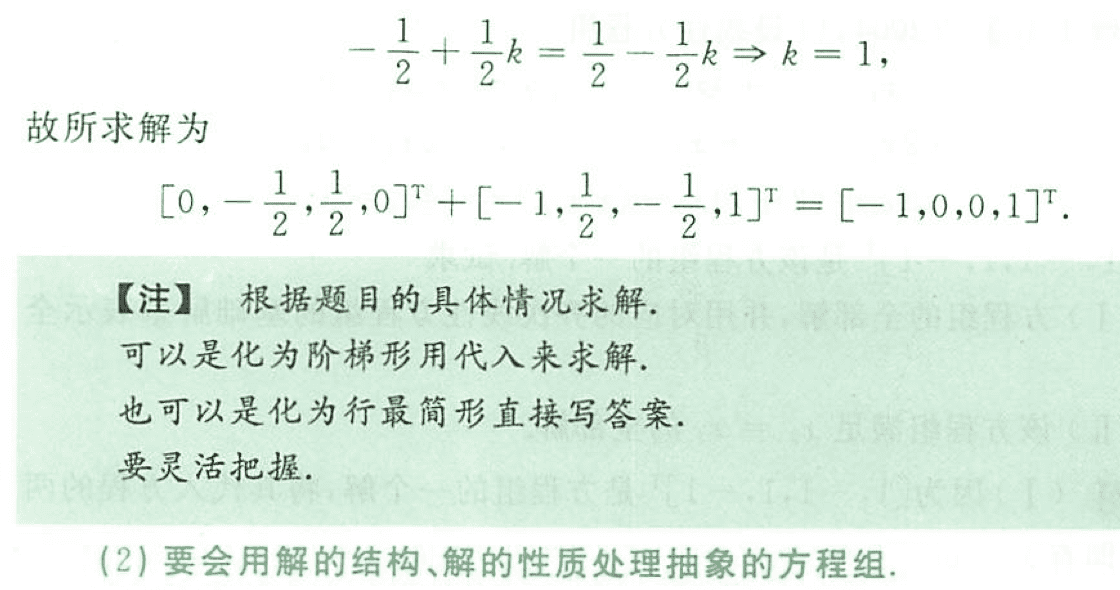 -\frac{1}{2}+\frac{1}{2}k=\frac{1}{2}-\frac{1}{2}k⇒k=1,
故所求解为
[0,-\frac{1}{2},\frac{1}{2},0]^T+[-1,\frac{1}{2},-\frac{1}{2},1]^T=[-1,0,0,1]^T.
【注】 根据题目的具体情况求解.
可以是化为阶梯形用代入来求解.
也可以是化为行最简形直接写答案.
要灵活把握.
(2)要会用解的结构、解的性质处理抽象的方程组.